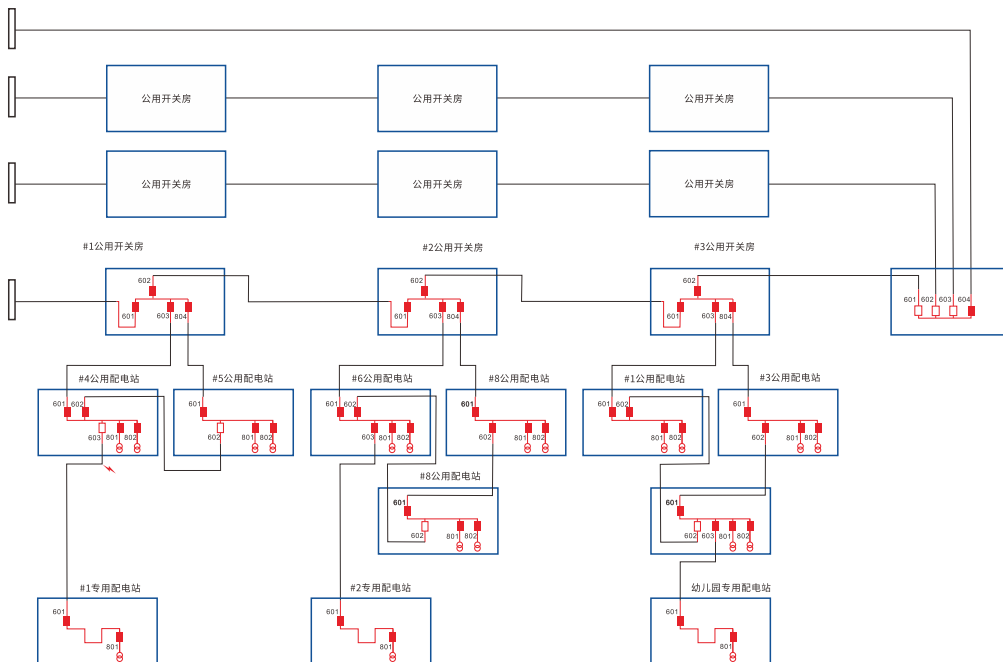 公用开关房 公用开关房 公用开关房
公用开关房 公用开关房 公用开关房
#1公用开关房 #2公用开关房 #3公用开关房
602 602 602
601 602 603 604
601 603 804 601 603 804 601 603 804
#4公用配电站 #5公用配电站 #6公用配电站 #8公用配电站 #1公用配电站 #3公用配电站
601 602 601 601 602 601 601 602 601
603 801 802 602 801 802 603 801 802 602 801 802 801 802 602 801 802
#8公用配电站
601 601
602 801 802 602 603 801 802
#1专用配电站 #2专用配电站 幼儿园专用配电站
601 601 601
801 801 801